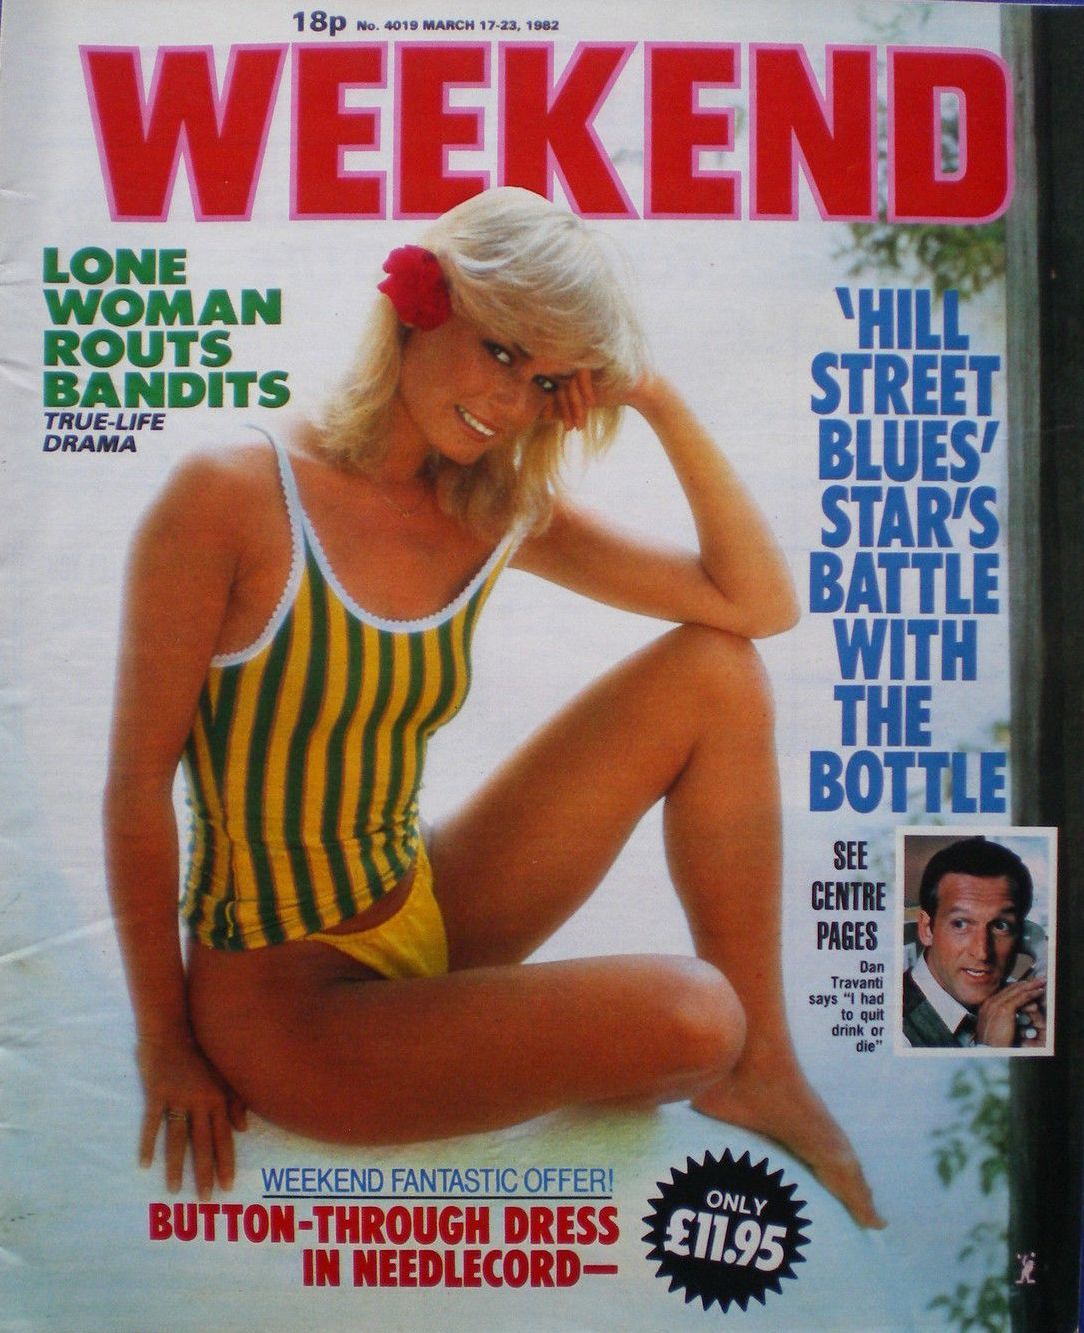 18p No. 4019 MARCH 17-23, 1982
WEEKEND
LONE
WOMAN
ROUTS
BANDITS
TRUE-LIFE
DRAMA
'HILL
STREET
BLUES'
STAR'S
BATTLE
WITH
THE
BOTTLE
SEE
CENTRE
PAGES
Dan
Travanti
says "I had
to quit
drink or
die"
WEEKEND FANTASTIC OFFER!
BUTTON-THROUGH DRESS
IN NEEDLECORD—
ONLY
£11.95